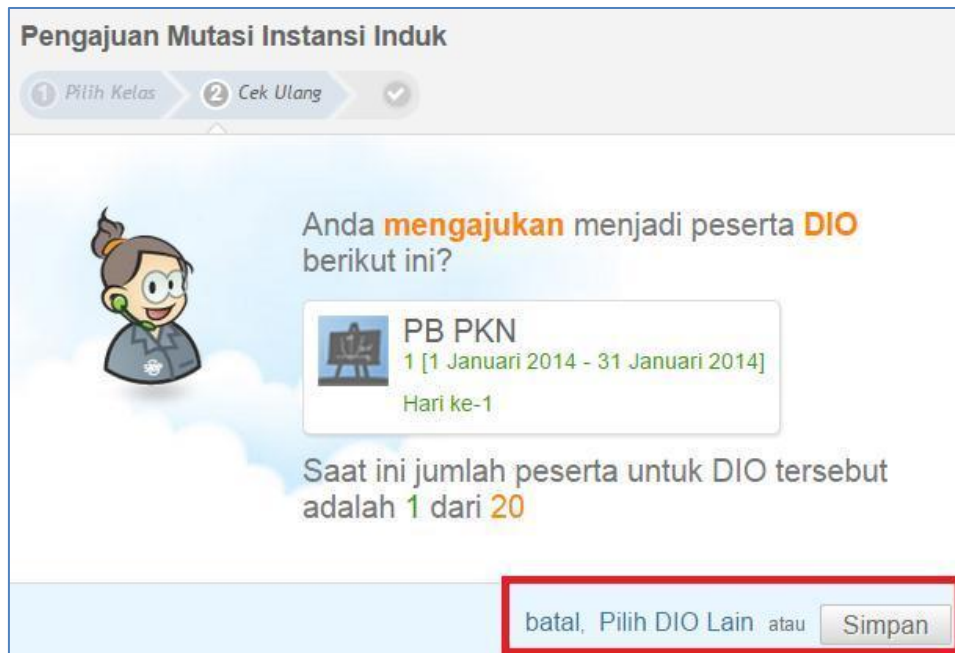 Pengajuan Mutasi Instansi Induk
1 Pilih Kelas 2 Cek Ulang
Anda mengajukan menjadi peserta DIO
berikut ini?
PB PKN
1 [1 Januari 2014 - 31 Januari 2014]
Hari ke-1
Saat ini jumlah peserta untuk DIO tersebut
adalah 1 dari 20
batal, Pilih DIO Lain atau Simpan